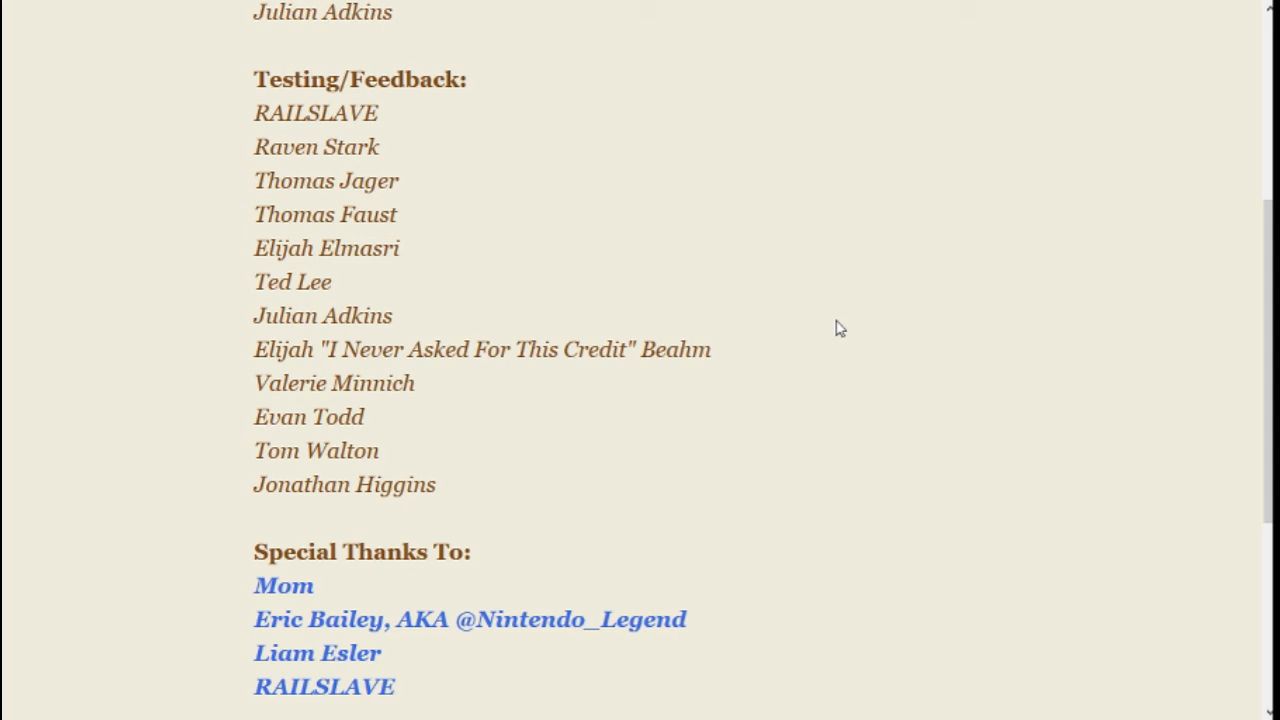 Julian Adkins
Testing/Feedback:
RAILSLAVE
Raven Stark
Thomas Jager
Thomas Faust
Elijah Elmasri
Ted Lee
Julian Adkins
Elijah "I Never Asked For This Credit" Beahm
Valerie Minnich
Evan Todd
Tom Walton
Jonathan Higgins
Special Thanks To:
Mom
Eric Bailey, AKA @Nintendo_Legend
Liam Esler
RAILSLAVE